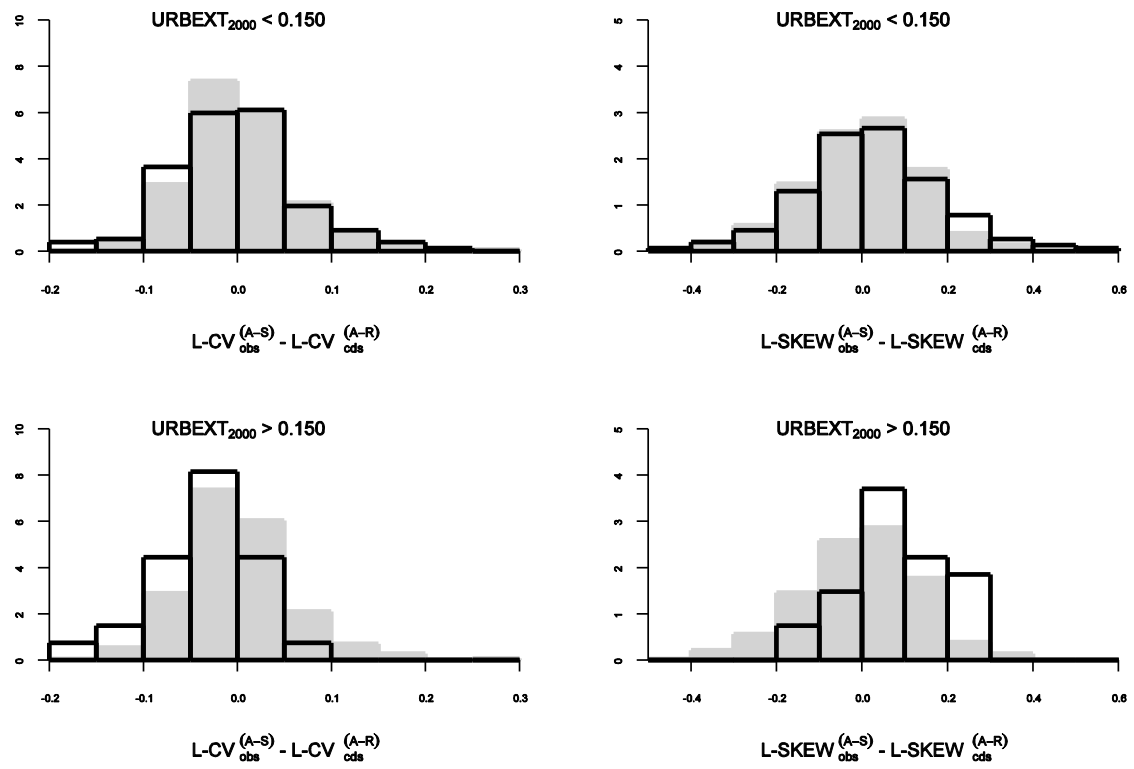 URBEXT2000 < 0.150
10
8
6
4
2
0
-0.2 -0.1 0.0 0.1 0.2 0.3
L-CV obs (A–S) - L-CV cds (A–R)
URBEXT2000 < 0.150
5
4
3
2
1
0
-0.4 -0.2 0.0 0.2 0.4 0.6
L-SKEW obs (A–S) - L-SKEW cds (A–R)
URBEXT2000 > 0.150
10
8
6
4
2
0
-0.2 -0.1 0.0 0.1 0.2 0.3
L-CV obs (A–S) - L-CV cds (A–R)
URBEXT2000 > 0.150
5
4
3
2
1
0
-0.4 -0.2 0.0 0.2 0.4 0.6
L-SKEW obs (A–S) - L-SKEW cds (A–R)